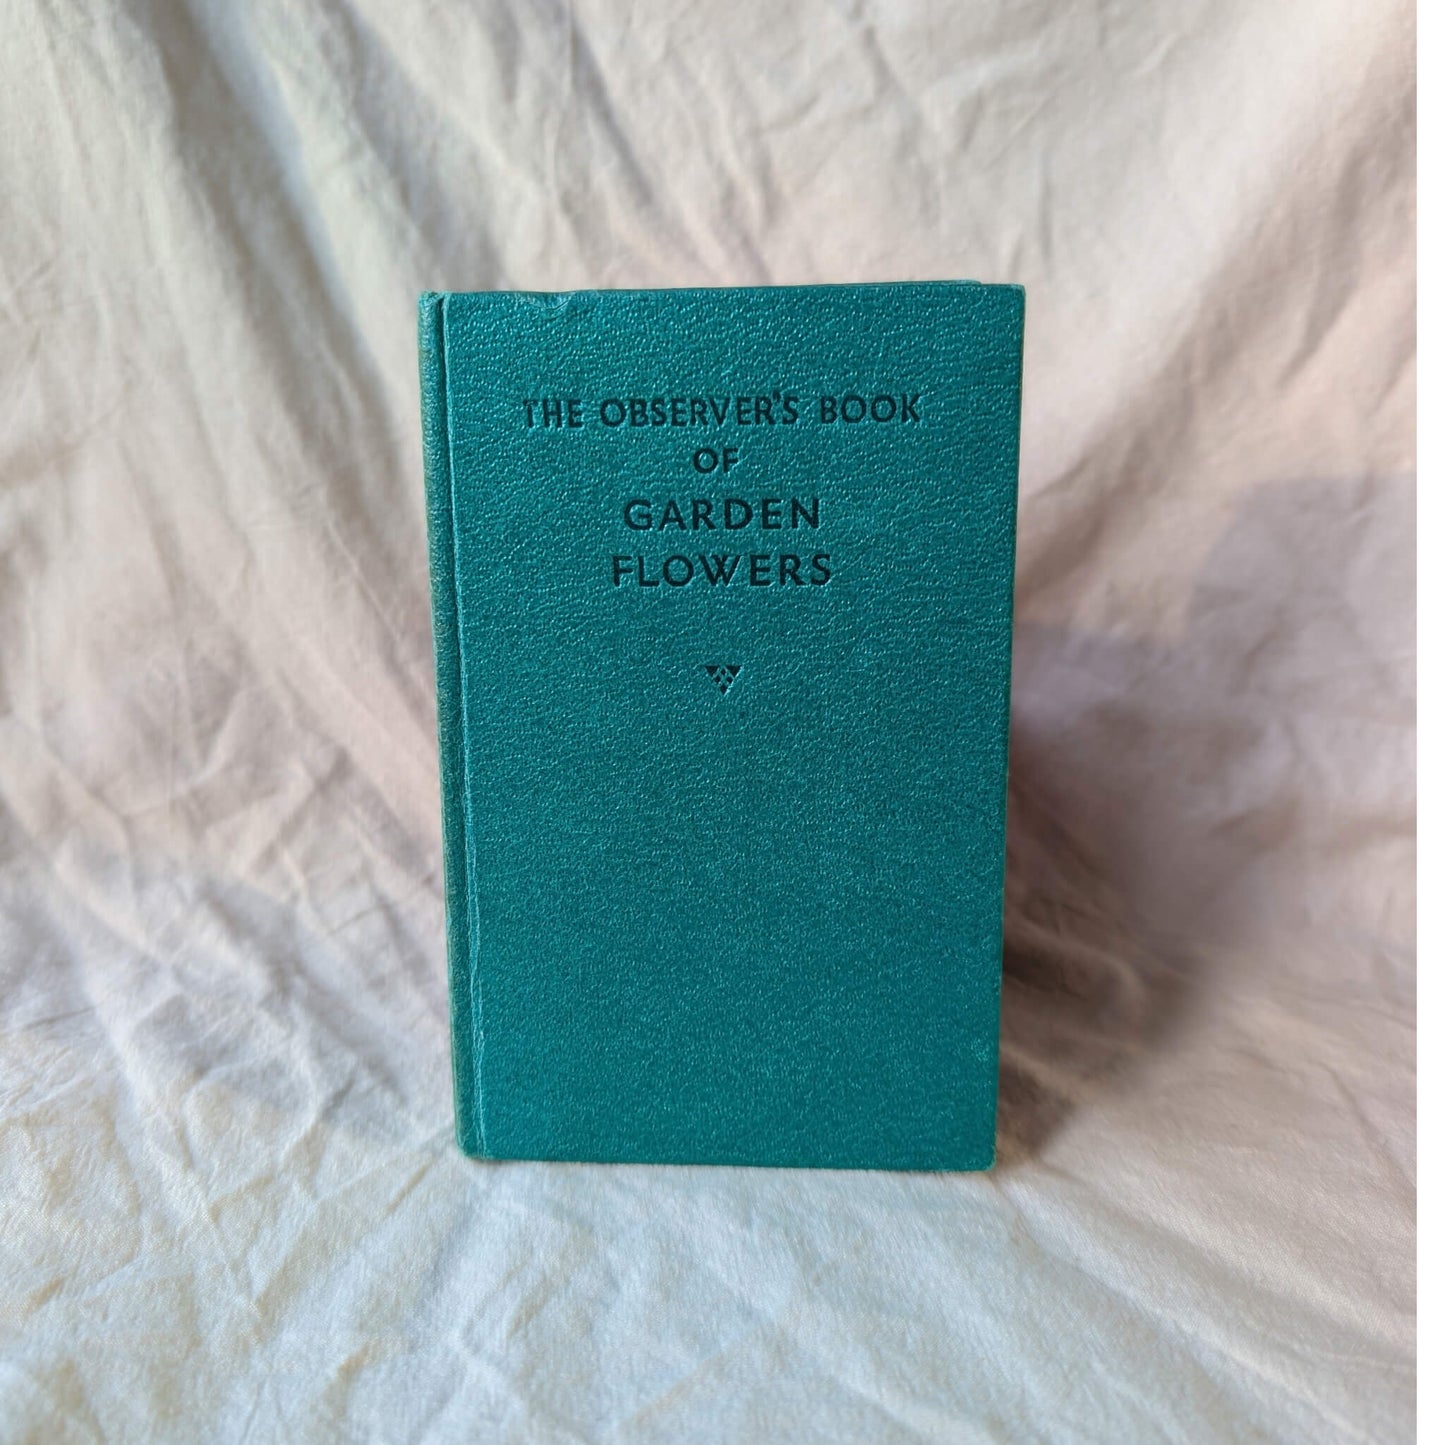 THE OBSERVER'S BOOK
OF
GARDEN
FLOWERS